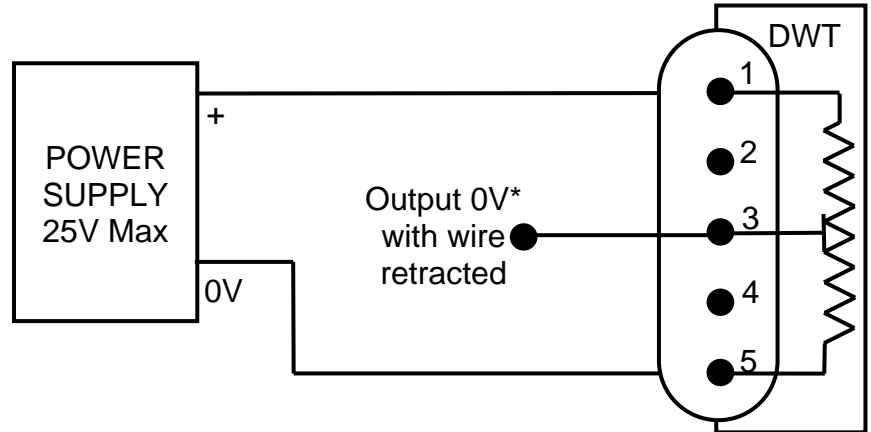 DWT
1
+
2
POWER
SUPPLY
25V Max
Output 0V*
with wire
retracted
3
0V
4
5